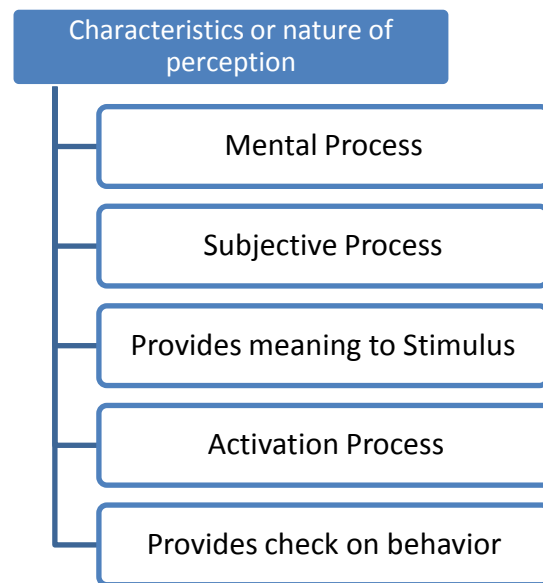 Characteristics or nature of
perception
Mental Process
Subjective Process
Provides meaning to Stimulus
Activation Process
Provides check on behavior